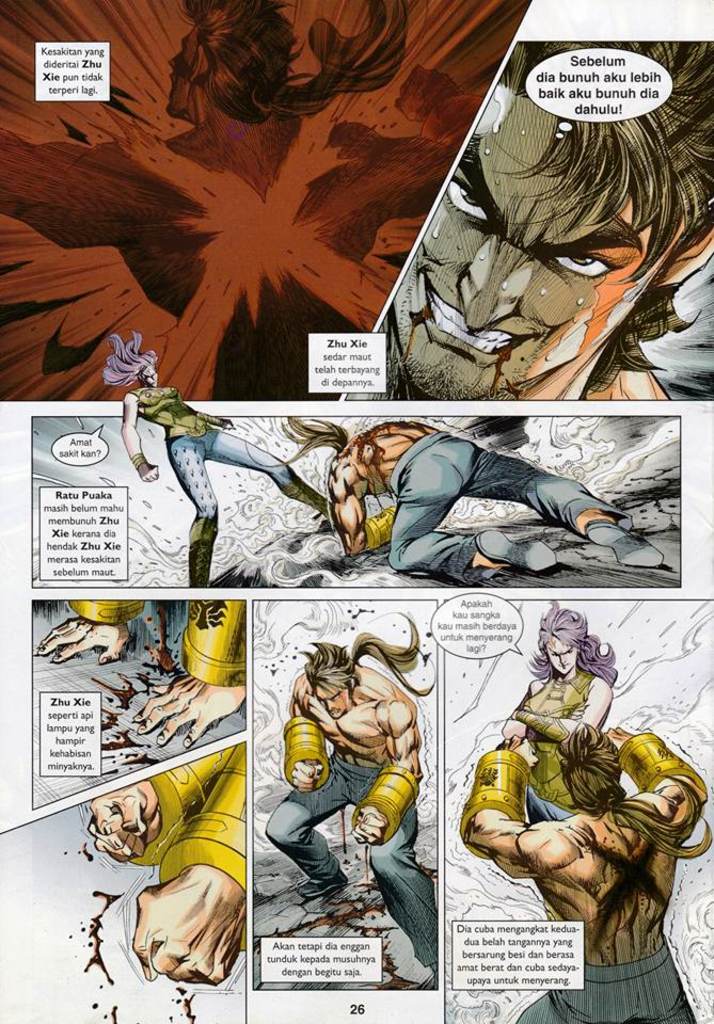 Kesakitan yang
dideritai Zhu
Xie pun tidak
terperi lagi.
Sebelum
dia bunuh aku lebih
baik aku bunuh dia
dahulu!
Zhu Xie
sedar maut
telah terbayang
di depannya.
Amat
sakit kan?
Ratu Puaka
masih belum mahu
membunuh Zhu
Xie kerana dia
hendak Zhu Xie
merasa kesakitan
sebelum maut.
Zhu Xie
seperti api
lampu yang
hampir
kehabisan
minyaknya.
Akan tetapi dia enggan
tunduk kepada musuhnya
dengan begitu saja.
Apakah
kau sangka
kau masih berdaya
untuk menyerang
lagi?
Dia cuba mengangkat kedua-
dua belah tangannya yang
bersarung besi dan berasa
amat berat dan cuba sedaya-
upaya untuk menyerang.
26